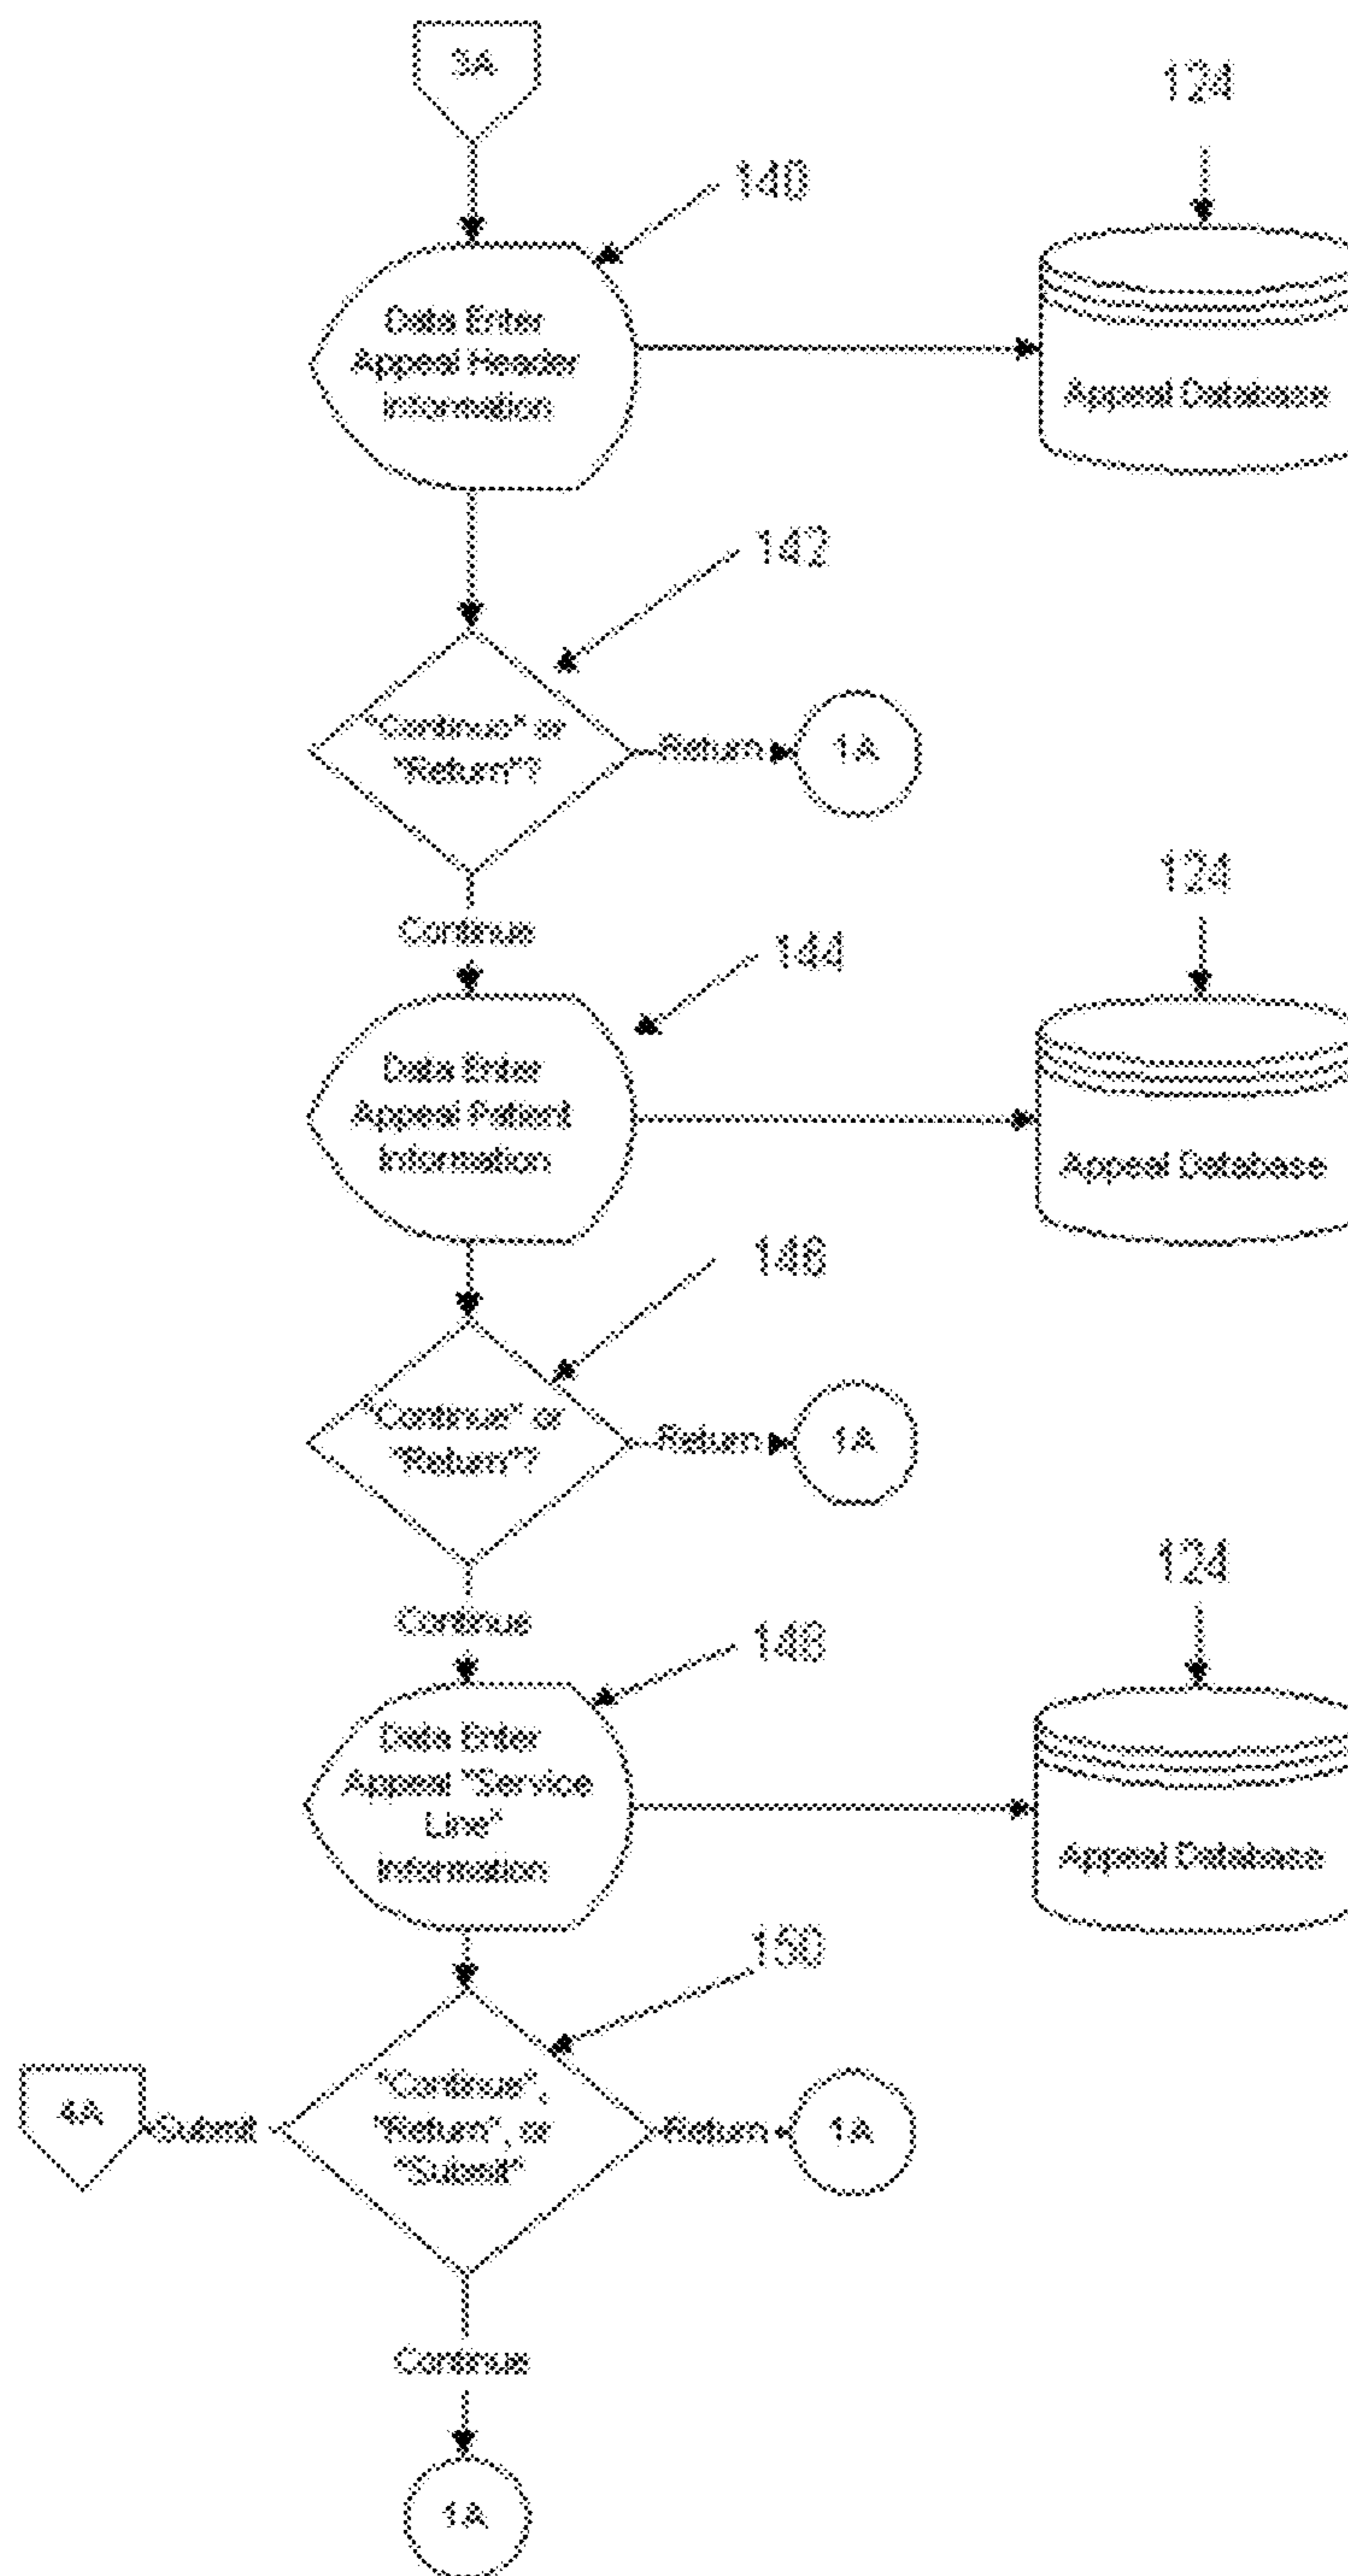 3A
124
140
Data Enter
Appeal Header
Information
Appeal Database
142
"Continue" or
"Return"?
Return
1A
Continue
124
144
Data Enter
Appeal Patient
Information
Appeal Database
146
"Continue" or
"Return"?
Return
1A
Continue
124
148
Data Enter
Appeal "Service
Line"
Information
Appeal Database
150
4A
Submit
"Continue",
"Return", or
"Submit"
Return
1A
Continue
1A